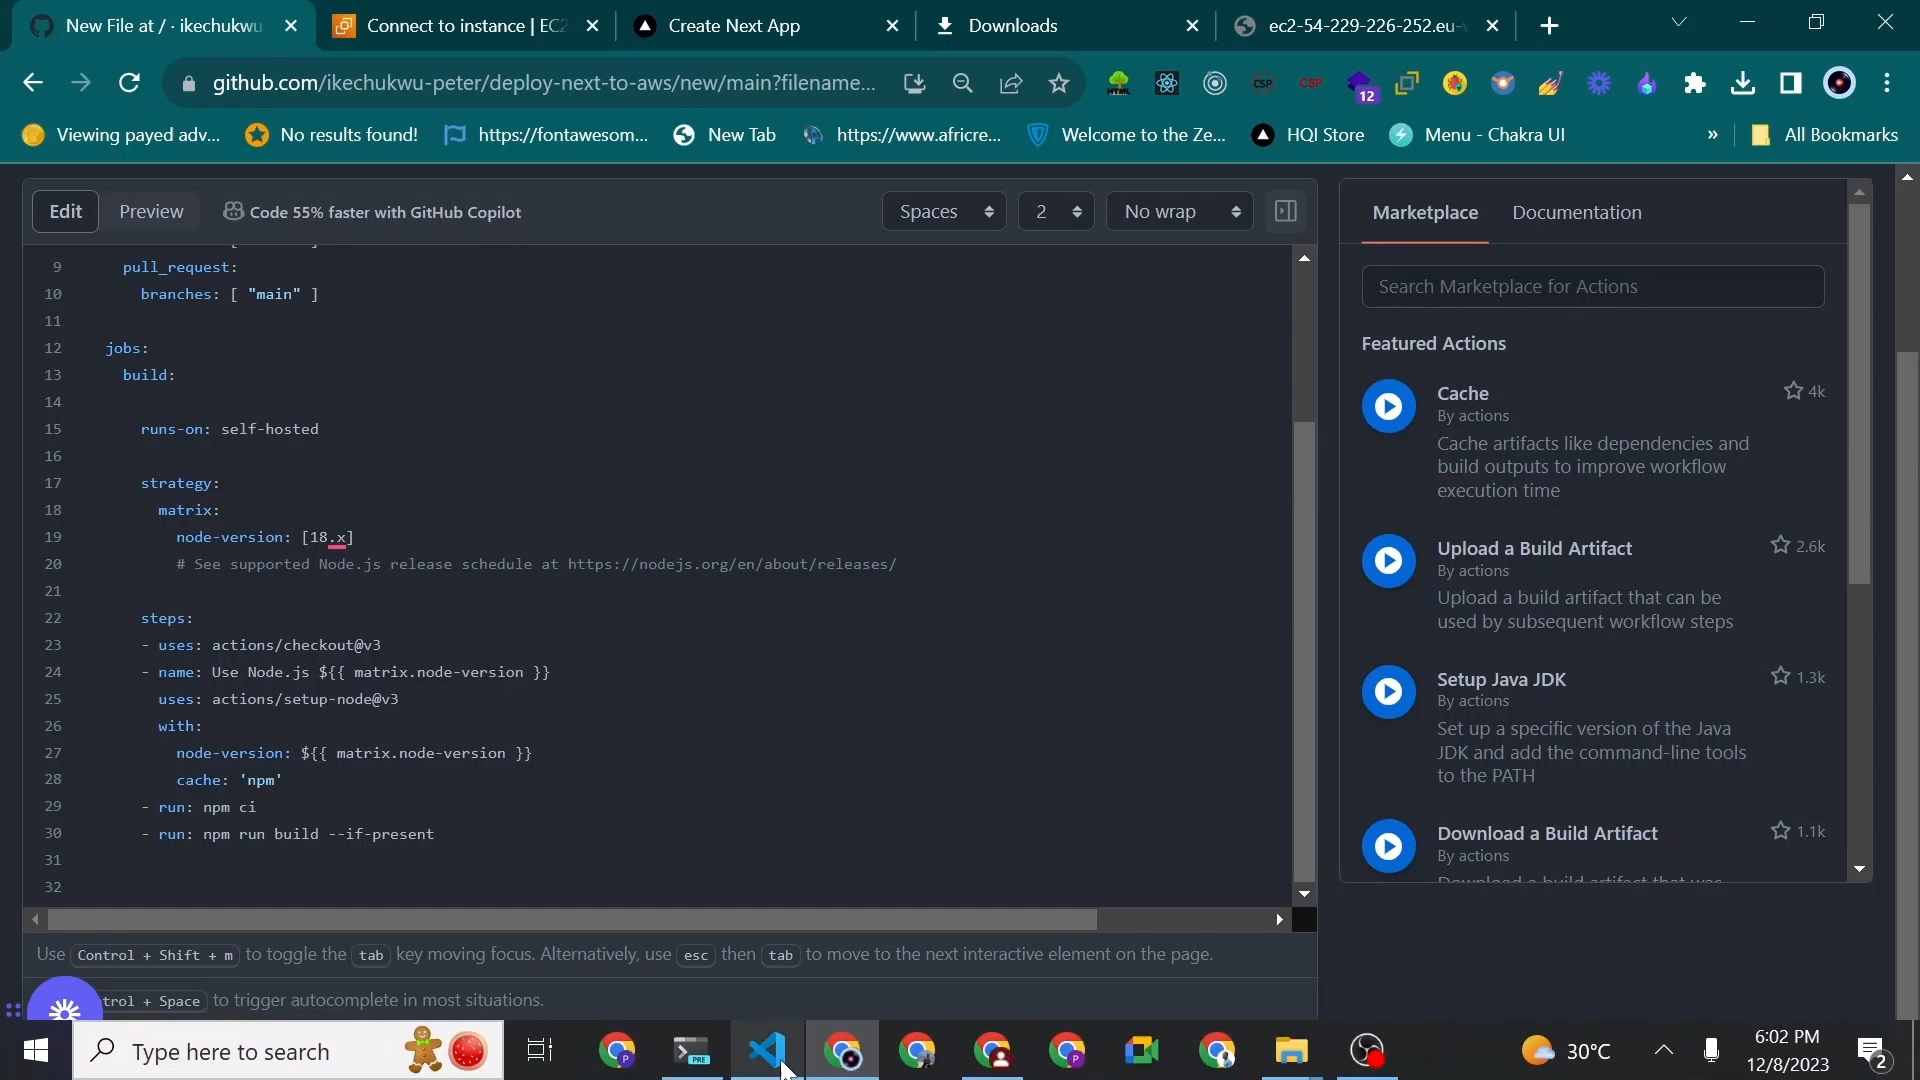 New File at / · ikechukwu
Connect to instance | EC2
Create Next App
Downloads
ec2-54-229-226-252.eu-
github.com/ikechukwu-peter/deploy-next-to-aws/new/main?filename...
CSP
CSP
12
Viewing payed adv...
No results found!
https://fontawesom...
New Tab
https://www.africre...
Welcome to the Ze...
HQI Store
Menu - Chakra UI
»
All Bookmarks
Edit
Preview
Code 55% faster with GitHub Copilot
Spaces
2
No wrap
9 pull_request:
10 branches: [ "main" ]
11
12 jobs:
13 build:
14
15 runs-on: self-hosted
16
17 strategy:
18 matrix:
19 node-version: [18.x]
20 # See supported Node.js release schedule at https://nodejs.org/en/about/releases/
21
22 steps:
23 - uses: actions/checkout@v3
24 - name: Use Node.js ${{ matrix.node-version }}
25 uses: actions/setup-node@v3
26 with:
27 node-version: ${{ matrix.node-version }}
28 cache: 'npm'
29 - run: npm ci
30 - run: npm run build --if-present
31
32
Use Control + Shift + m to toggle the tab key moving focus. Alternatively, use esc then tab to move to the next interactive element on the page.
trol + Space to trigger autocomplete in most situations.
Marketplace
Documentation
Search Marketplace for Actions
Featured Actions
Cache
4k
By actions
Cache artifacts like dependencies and
build outputs to improve workflow
execution time
Upload a Build Artifact
2.6k
By actions
Upload a build artifact that can be
used by subsequent workflow steps
Setup Java JDK
1.3k
By actions
Set up a specific version of the Java
JDK and add the command-line tools
to the PATH
Download a Build Artifact
1.1k
By actions
Download a build artifact that was
Type here to search
PRE
30°C
6:02 PM
12/8/2023
2